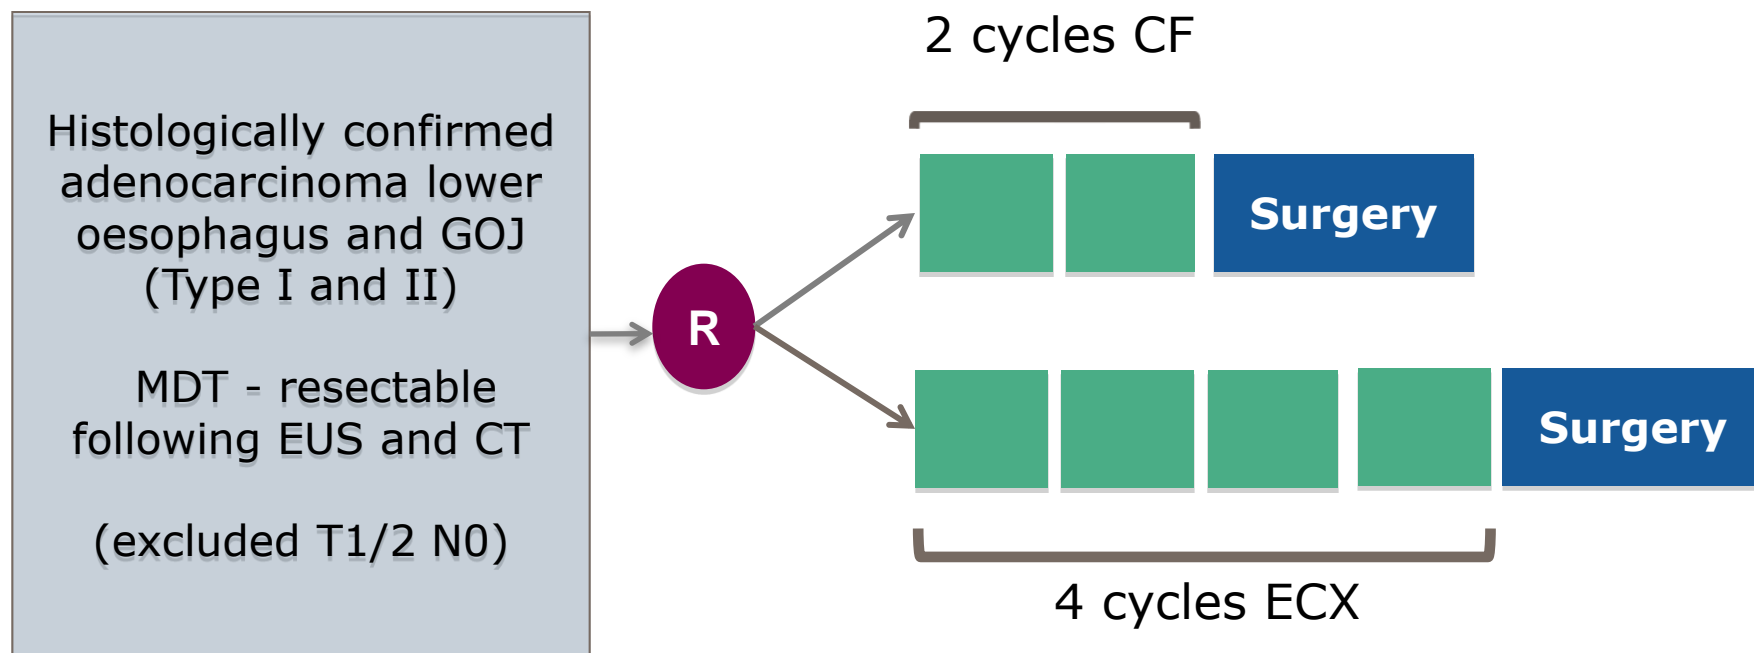 Histologically confirmed
adenocarcinoma lower
oesophagus and GOJ
(Type I and II)
MDT - resectable
following EUS and CT
(excluded T1/2 N0)
R
2 cycles CF
Surgery
Surgery
4 cycles ECX